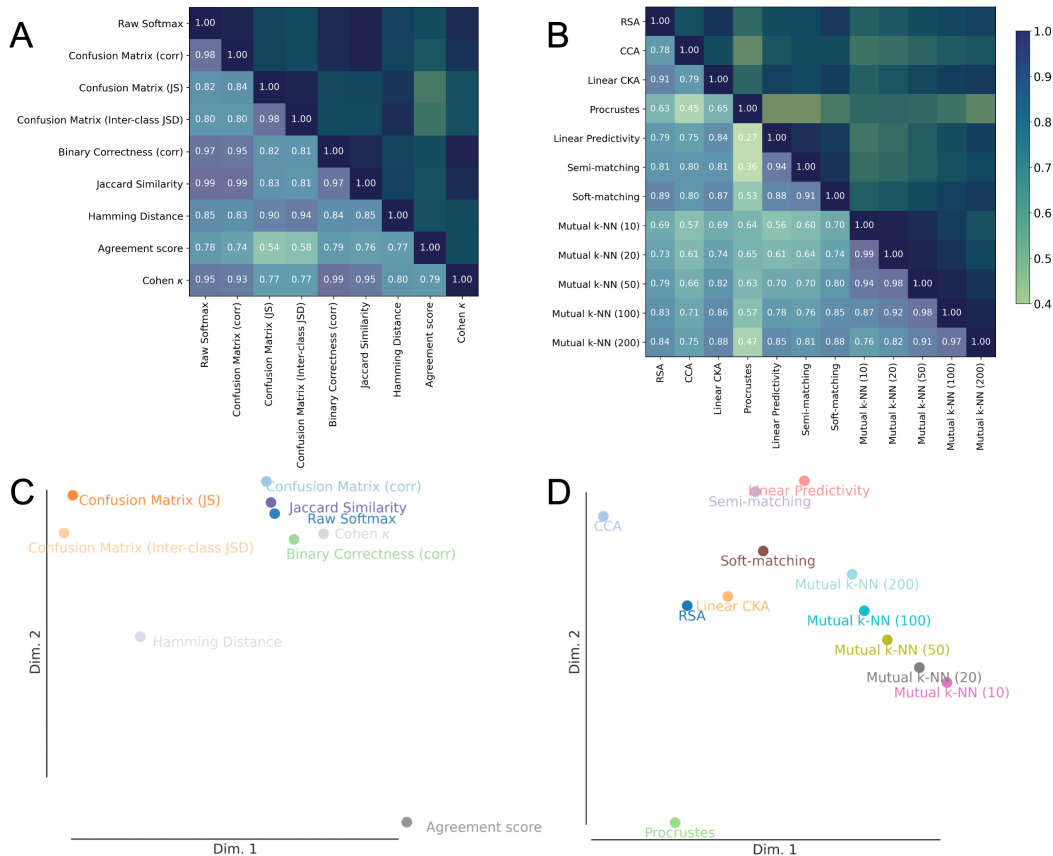 A
Raw Softmax 1.00
Confusion Matrix (corr) 0.98 1.00
Confusion Matrix (JS) 0.82 0.84 1.00
Confusion Matrix (Inter-class JSD) 0.80 0.80 0.98 1.00
Binary Correctness (corr) 0.97 0.95 0.82 0.81 1.00
Jaccard Similarity 0.99 0.99 0.83 0.81 0.97 1.00
Hamming Distance 0.85 0.83 0.90 0.94 0.84 0.85 1.00
Agreement score 0.78 0.74 0.54 0.58 0.79 0.76 0.77 1.00
Cohen κ 0.95 0.93 0.77 0.77 0.99 0.95 0.80 0.79 1.00
Raw Softmax
Confusion Matrix (corr)
Confusion Matrix (JS)
Confusion Matrix (Inter-class JSD)
Binary Correctness (corr)
Jaccard Similarity
Hamming Distance
Agreement score
Cohen κ
B
RSA 1.00
CCA 0.78 1.00
Linear CKA 0.91 0.79 1.00
Procrustes 0.63 0.45 0.65 1.00
Linear Predictivity 0.79 0.75 0.84 0.27 1.00
Semi-matching 0.81 0.80 0.81 0.36 0.94 1.00
Soft-matching 0.89 0.80 0.87 0.53 0.88 0.91 1.00
Mutual k-NN (10) 0.69 0.57 0.69 0.64 0.56 0.60 0.70 1.00
Mutual k-NN (20) 0.73 0.61 0.74 0.65 0.61 0.64 0.74 0.99 1.00
Mutual k-NN (50) 0.79 0.66 0.82 0.63 0.70 0.70 0.80 0.94 0.98 1.00
Mutual k-NN (100) 0.83 0.71 0.86 0.57 0.78 0.76 0.85 0.87 0.92 0.98 1.00
Mutual k-NN (200) 0.84 0.75 0.88 0.47 0.85 0.81 0.88 0.76 0.82 0.91 0.97 1.00
RSA
CCA
Linear CKA
Procrustes
Linear Predictivity
Semi-matching
Soft-matching
Mutual k-NN (10)
Mutual k-NN (20)
Mutual k-NN (50)
Mutual k-NN (100)
Mutual k-NN (200)
1.0
0.9
0.8
0.7
0.6
0.5
0.4
C
Confusion Matrix (corr)
Confusion Matrix (JS)
Jaccard Similarity
Raw Softmax
Cohen κ
Confusion Matrix (Inter-class JSD)
Binary Correctness (corr)
Hamming Distance
Agreement score
Dim. 2
Dim. 1
D
Linear Predictivity
Semi-matching
CCA
Soft-matching
Mutual k-NN (200)
Linear CKA
RSA
Mutual k-NN (100)
Mutual k-NN (50)
Mutual k-NN (20)
Mutual k-NN (10)
Procrustes
Dim. 2
Dim. 1